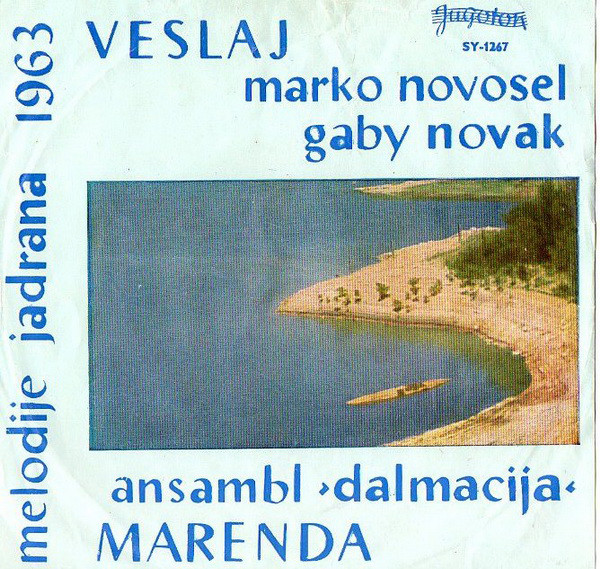 melodije jadrana 1963
VESLAJ
Jugoton
SY-1267
marko novosel
gaby novak
ansambl ›dalmacija‹
MARENDA